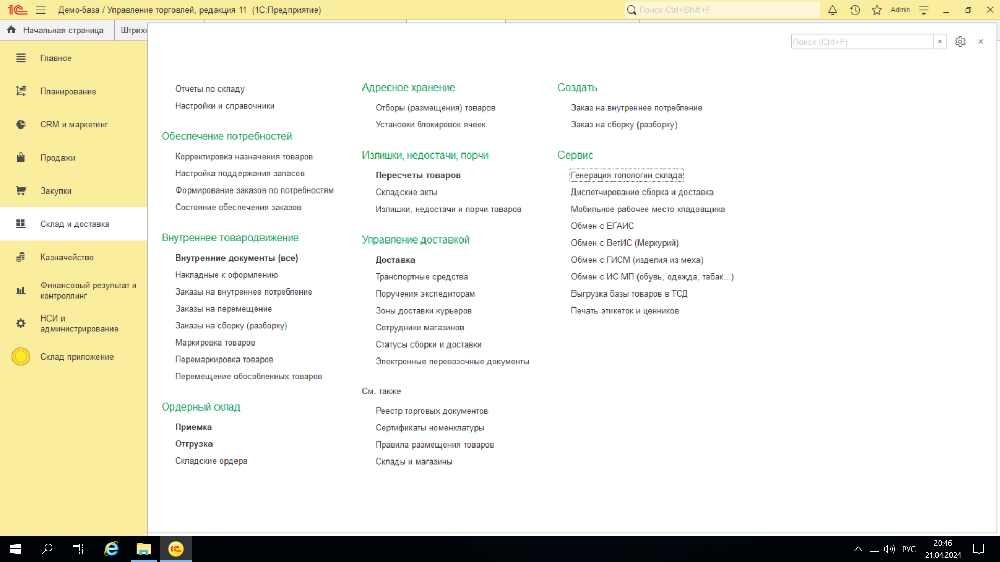 1С Демо-база / Управление торговлей, редакция 11 (1С:Предприятие)
Поиск Ctrl+Shift+F
Admin
Начальная страница
Штрих
Поиск (Ctrl+F)
Главное
Планирование
CRM и маркетинг
Продажи
Закупки
Склад и доставка
Казначейство
Финансовый результат и
контроллинг
НСИ и
администрирование
Склад приложение
Отчеты по складу
Настройки и справочники
Обеспечение потребностей
Корректировка назначения товаров
Настройка поддержания запасов
Формирование заказов по потребностям
Состояние обеспечения заказов
Внутреннее товародвижение
Внутренние документы (все)
Накладные к оформлению
Заказы на внутреннее потребление
Заказы на перемещение
Заказы на сборку (разборку)
Маркировка товаров
Перемаркировка товаров
Перемещение обособленных товаров
Ордерный склад
Приемка
Отгрузка
Складские ордера
Адресное хранение
Отборы (размещения) товаров
Установки блокировок ячеек
Излишки, недостачи, порчи
Пересчеты товаров
Складские акты
Излишки, недостачи и порчи товаров
Управление доставкой
Доставка
Транспортные средства
Поручения экспедиторам
Зоны доставки курьеров
Сотрудники магазинов
Статусы сборки и доставки
Электронные перевозочные документы
См. также
Реестр торговых документов
Сертификаты номенклатуры
Правила размещения товаров
Склады и магазины
Создать
Заказ на внутреннее потребление
Заказ на сборку (разборку)
Сервис
Генерация топологии склада
Диспетчирование сборка и доставка
Мобильное рабочее место кладовщика
Обмен с ЕГАИС
Обмен с ВетИС (Меркурий)
Обмен с ГИСМ (изделия из меха)
Обмен с ИС МП (обувь, одежда, табак...)
Выгрузка базы товаров в ТСД
Печать этикеток и ценников
1С
РУС
20:46
21.04.2024